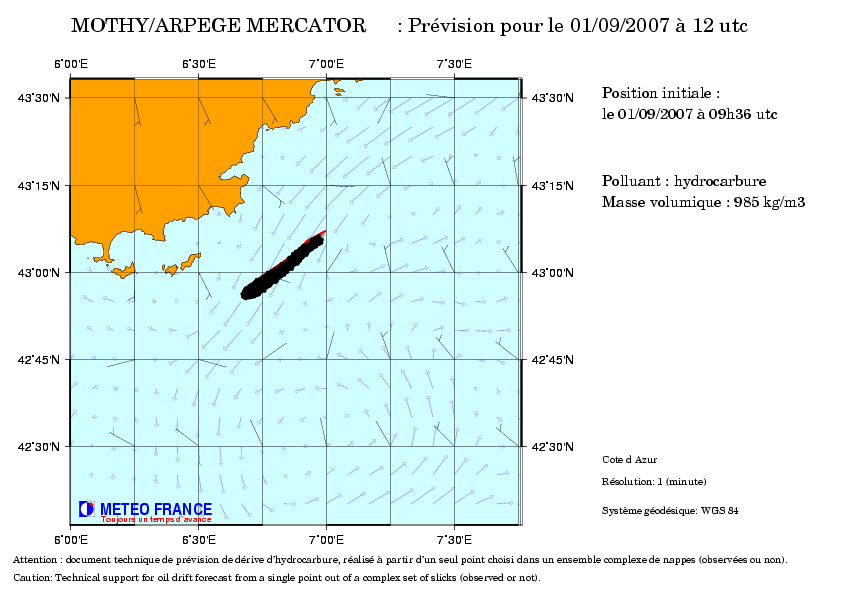 MOTHY/ARPEGE MERCATOR : Prévision pour le 01/09/2007 à 12 utc
6°00'E 6°30'E 7°00'E 7°30'E
43°30'N 43°30'N
43°15'N 43°15'N
43°00'N 43°00'N
42°45'N 42°45'N
42°30'N 42°30'N
6°00'E 6°30'E 7°00'E 7°30'E
METEO FRANCE
Toujours un temps d'avance
Position initiale :
le 01/09/2007 à 09h36 utc
Polluant : hydrocarbure
Masse volumique : 985 kg/m3
Cote d Azur
Résolution: 1 (minute)
Système géodésique: WGS 84
Attention : document technique de prévision de dérive d'hydrocarbure, réalisé à partir d'un seul point choisi dans un ensemble complexe de nappes (observées ou non).
Caution: Technical support for oil drift forecast from a single point out of a complex set of slicks (observed or not).